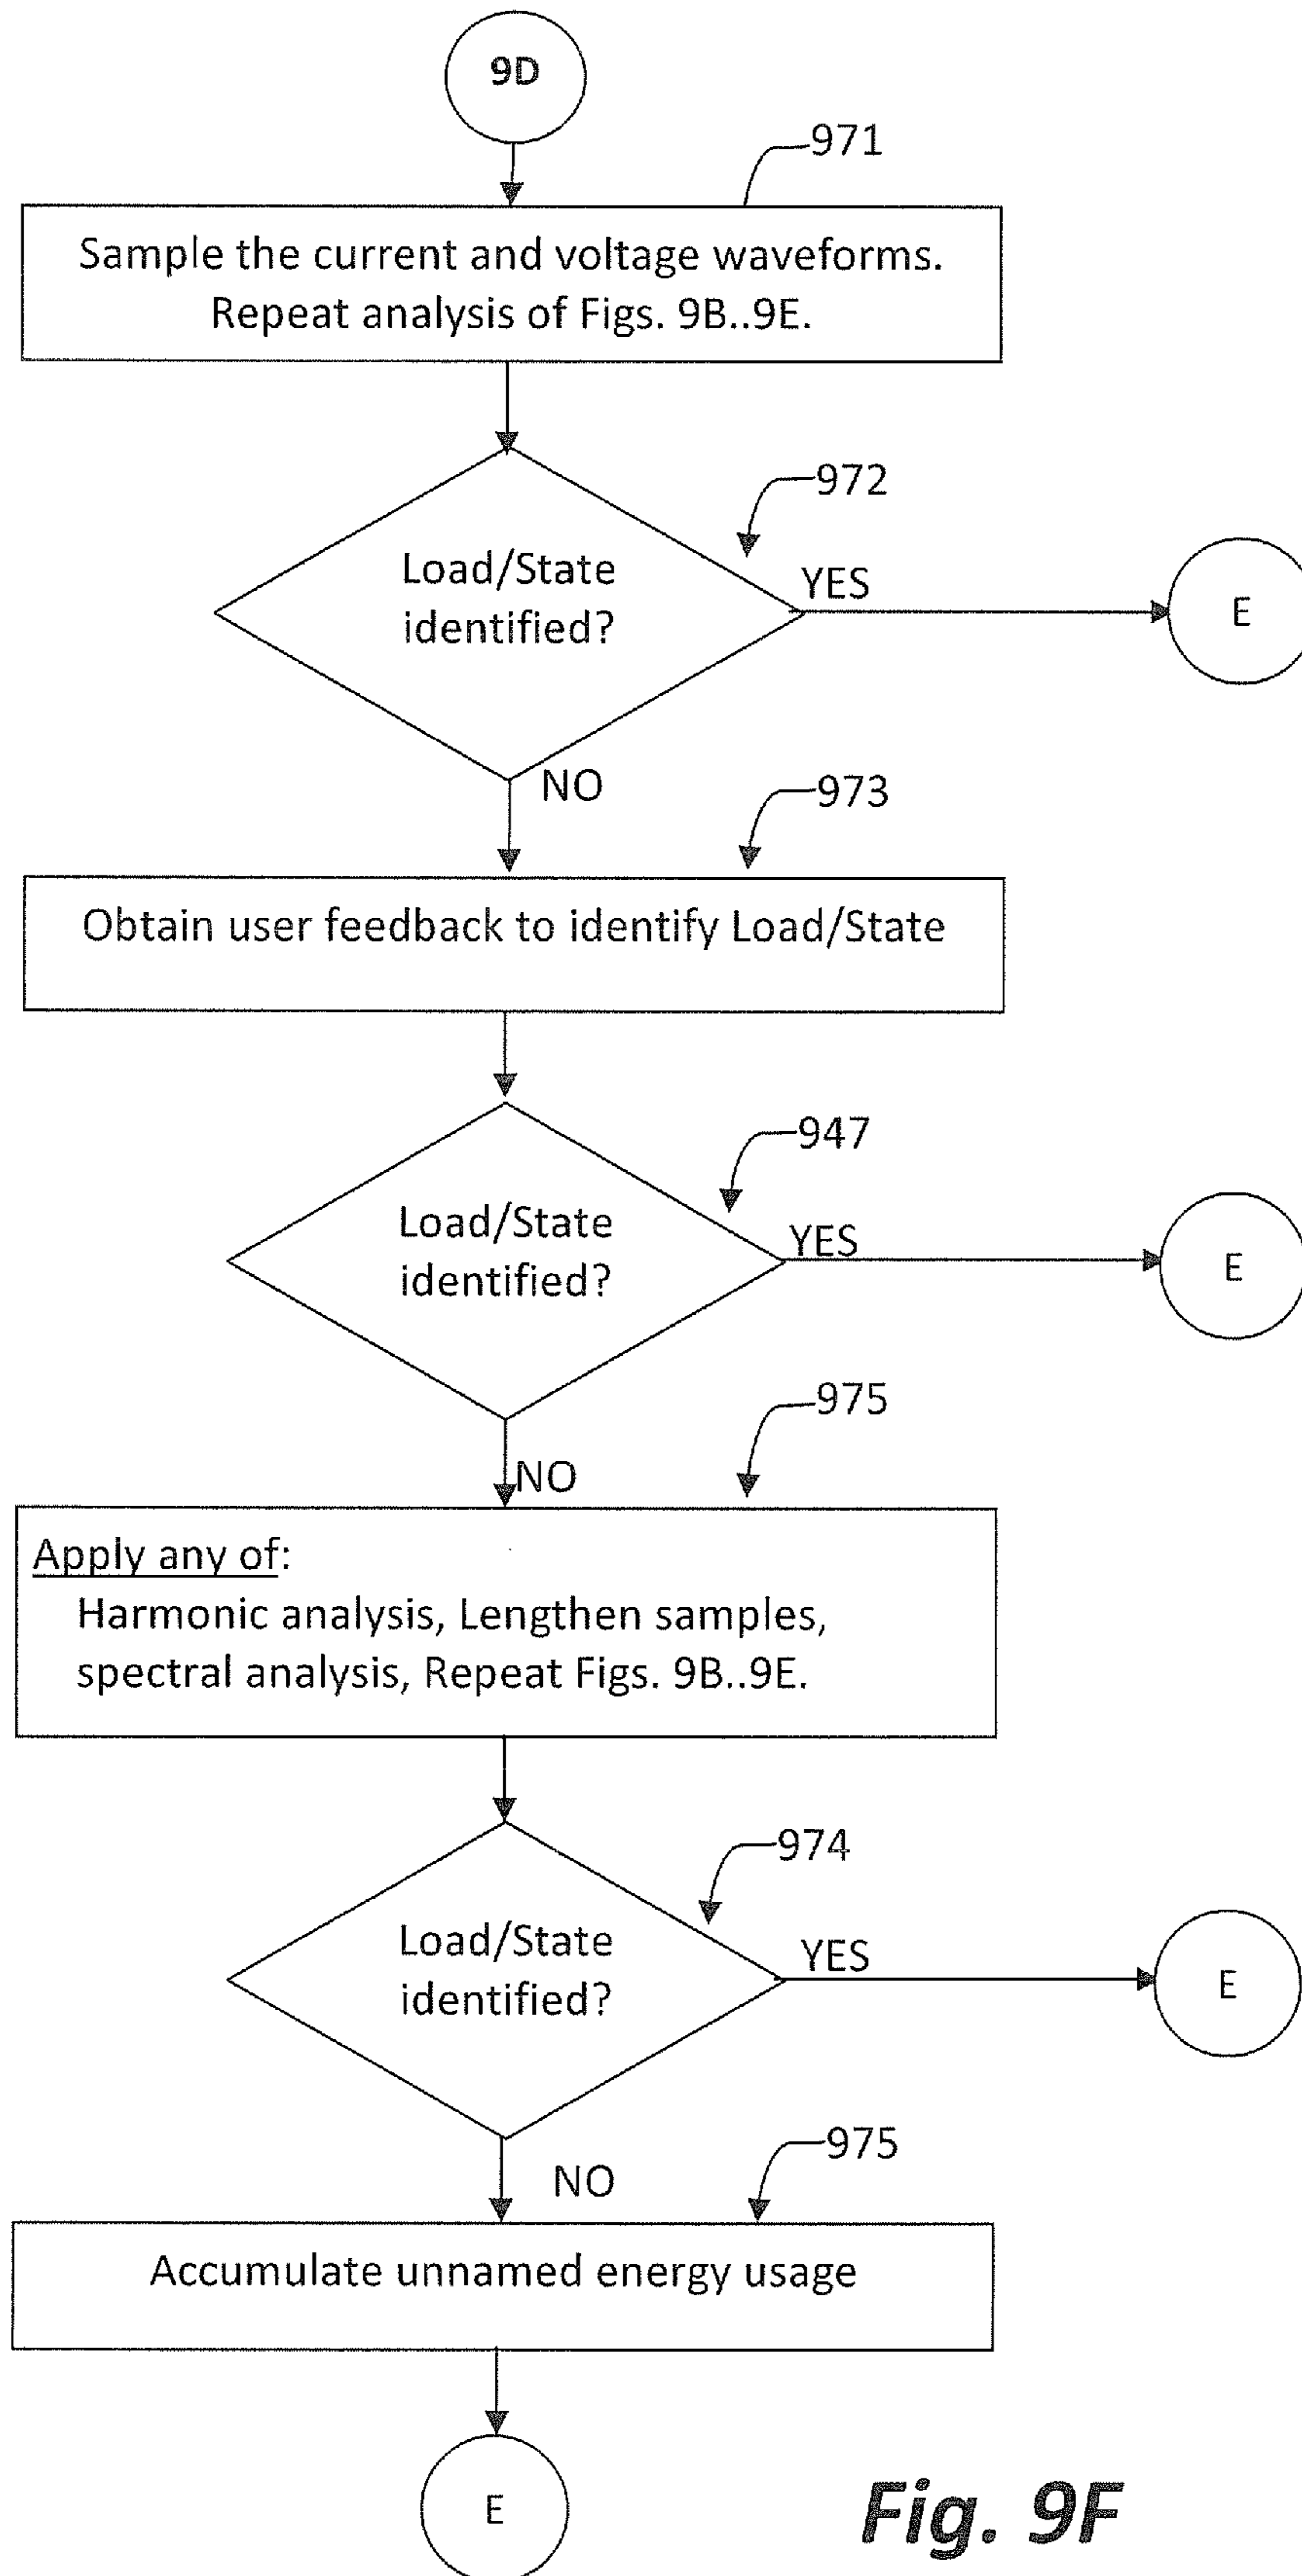 9D
971
Sample the current and voltage waveforms.
Repeat analysis of Figs. 9B..9E.
972
Load/State
identified?
YES
E
NO
973
Obtain user feedback to identify Load/State
947
Load/State
identified?
YES
E
975
NO
Apply any of:
Harmonic analysis, Lengthen samples,
spectral analysis, Repeat Figs. 9B..9E.
974
Load/State
identified?
YES
E
975
NO
Accumulate unnamed energy usage
E
Fig. 9F